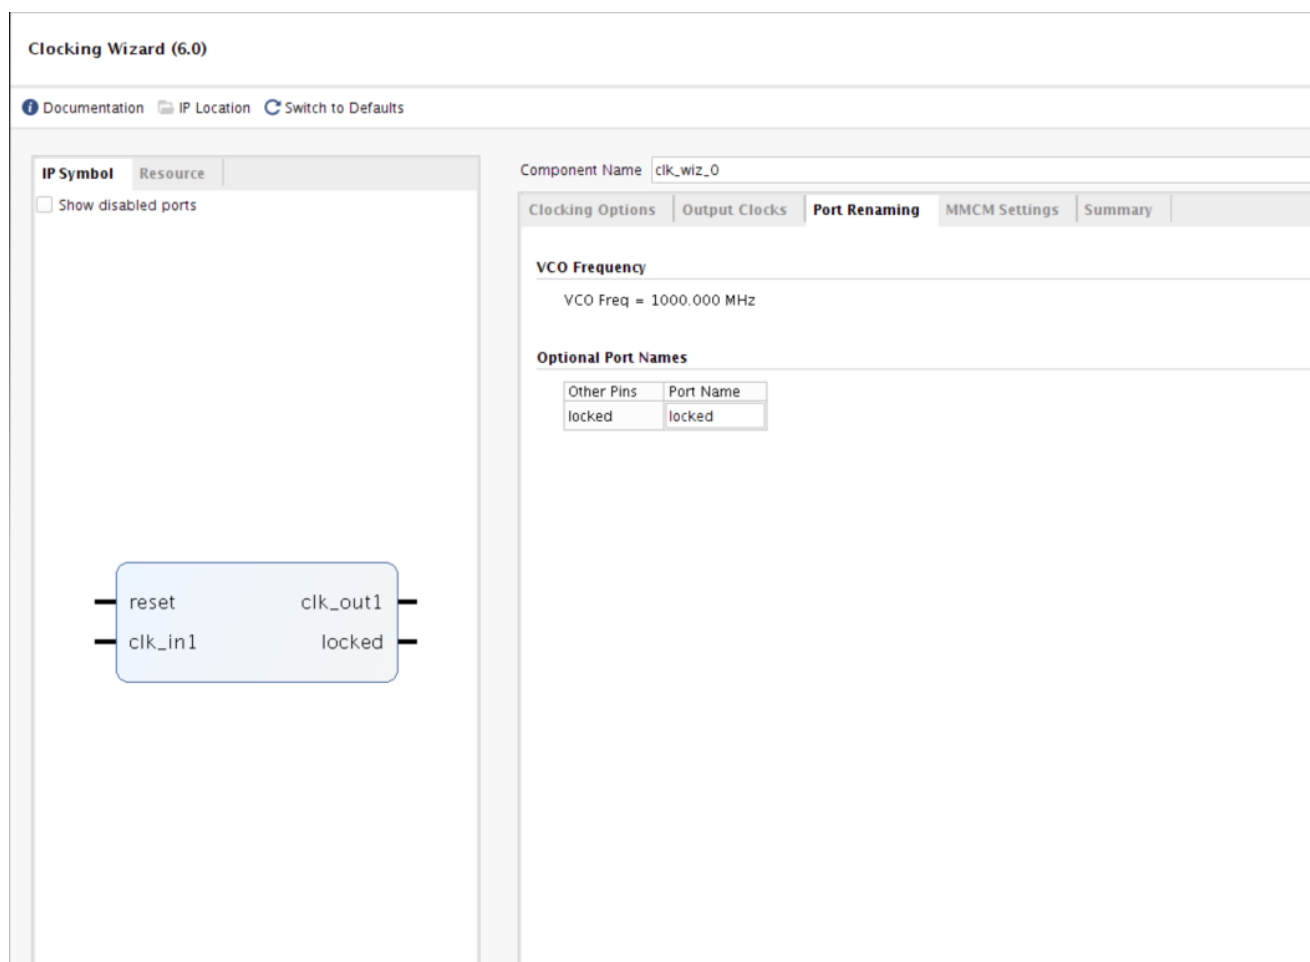 Clocking Wizard (6.0)
Documentation IP Location Switch to Defaults
IP Symbol Resource
Show disabled ports
reset clk_out1
clk_in1 locked
Component Name clk_wiz_0
Clocking Options Output Clocks Port Renaming MMCM Settings Summary
VCO Frequency
VCO Freq = 1000.000 MHz
Optional Port Names
Other Pins Port Name
locked locked